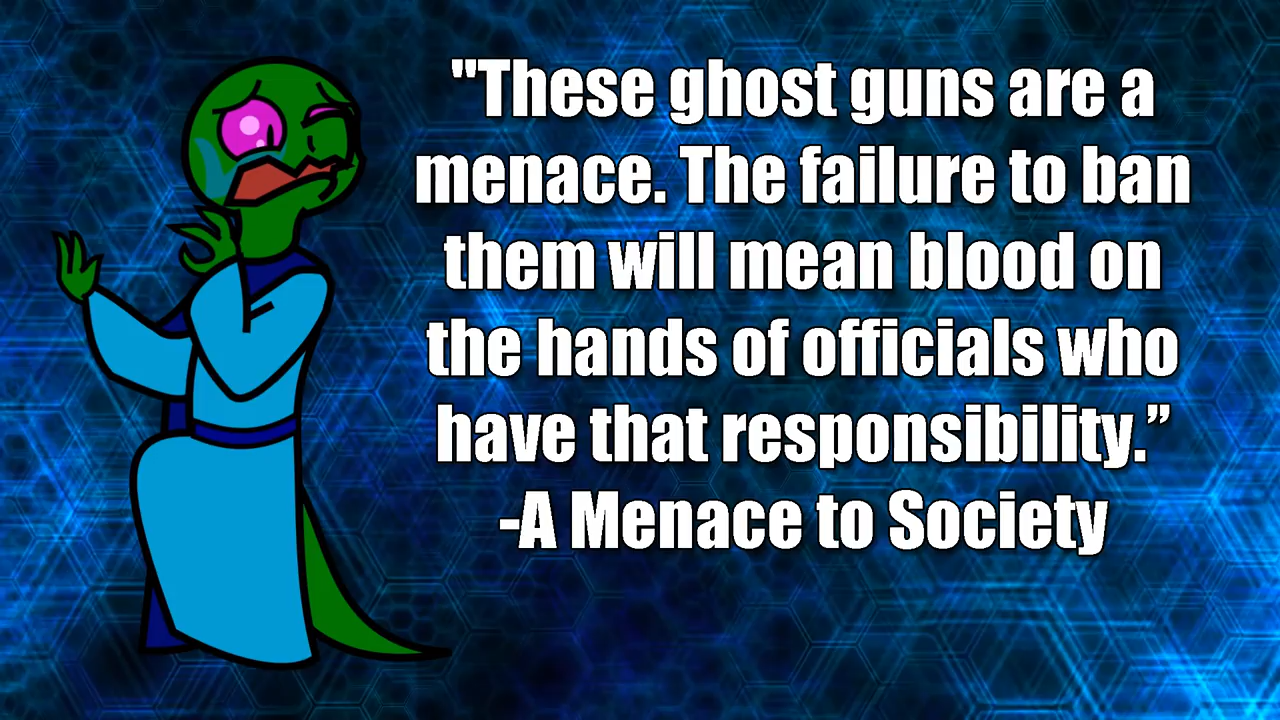 "These ghost guns are a
menace. The failure to ban
them will mean blood on
the hands of officials who
have that responsibility.”
-A Menace to Society